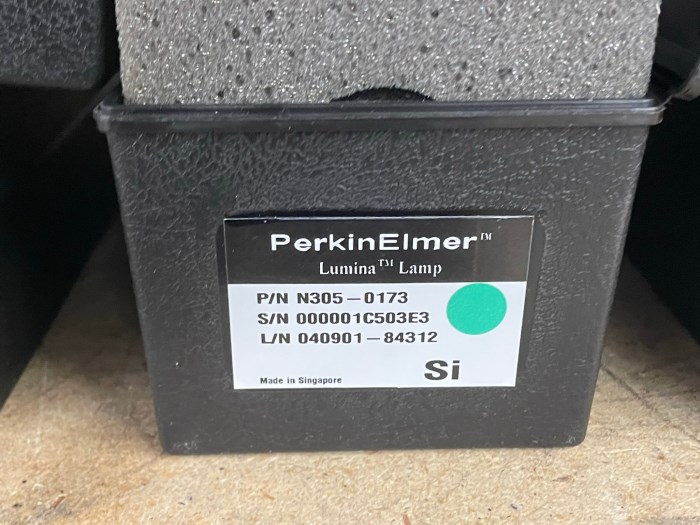 PerkinElmer™
Lumina™ Lamp
P/N N305-0173
S/N 000001C503E3
L/N 040901-84312
Si
Made in Singapore